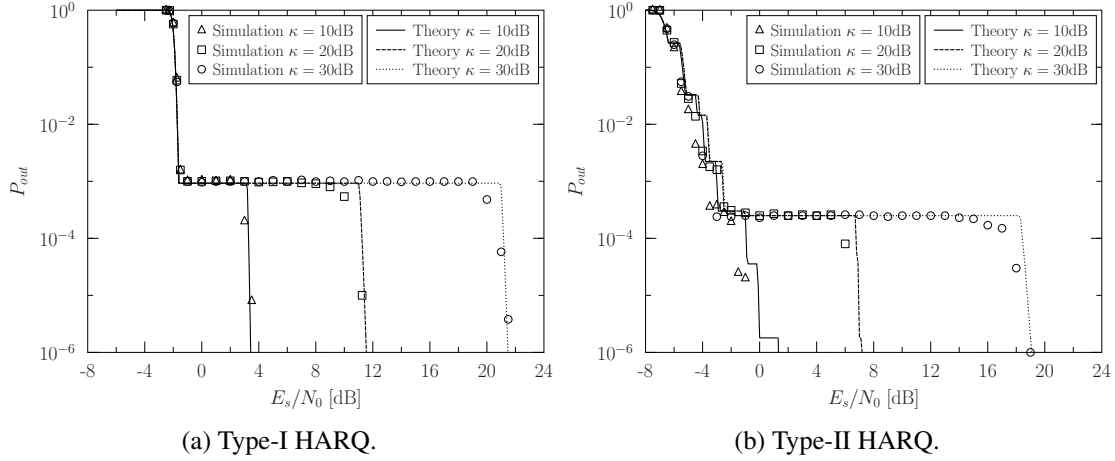 10^0
10^-2
10^-4
10^-6
P_out
-8 -4 0 4 8 12 16 20 24
E_s/N_0 [dB]
Simulation κ = 10dB
Simulation κ = 20dB
Simulation κ = 30dB
Theory κ = 10dB
Theory κ = 20dB
Theory κ = 30dB
(a) Type-I HARQ.
10^0
10^-2
10^-4
10^-6
P_out
-8 -4 0 4 8 12 16 20 24
E_s/N_0 [dB]
Simulation κ = 10dB
Simulation κ = 20dB
Simulation κ = 30dB
Theory κ = 10dB
Theory κ = 20dB
Theory κ = 30dB
(b) Type-II HARQ.